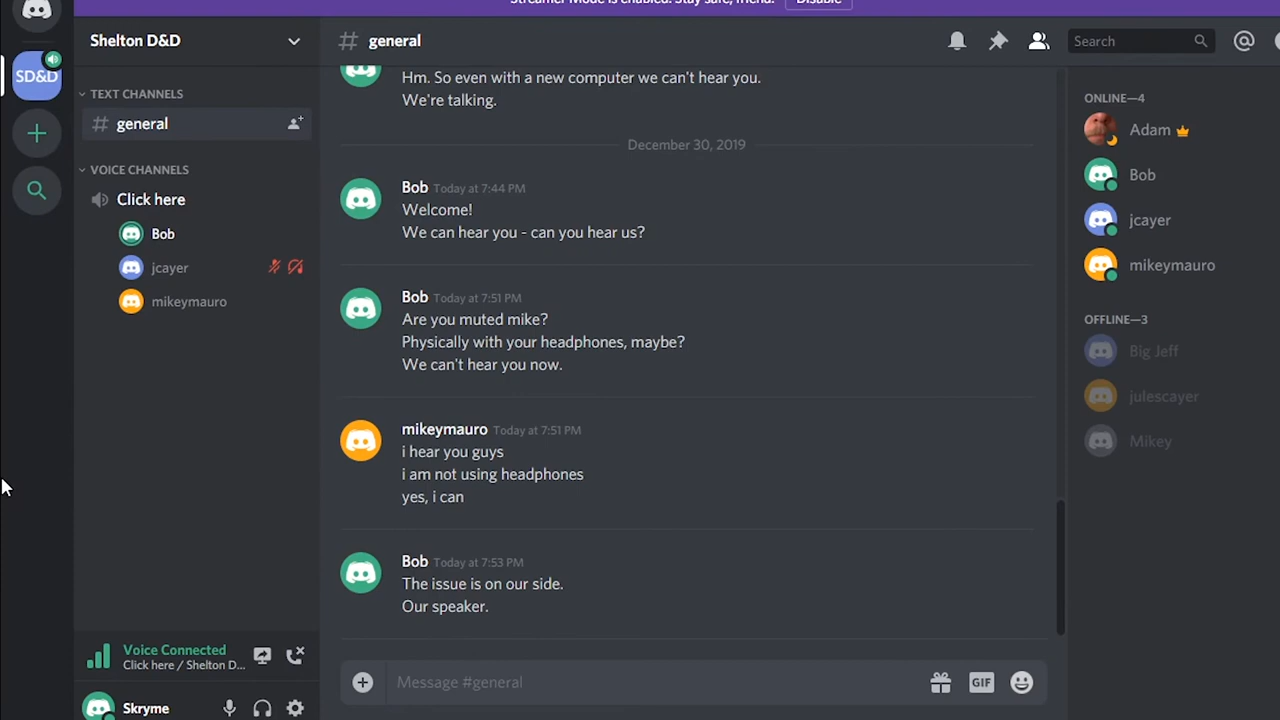 Streamer Mode is enabled. Stay safe, friend.
Disable
Shelton D&D
# general
Search
SD&D
TEXT CHANNELS
# general
VOICE CHANNELS
Click here
Bob
jcayer
mikeymauro
Voice Connected
Click here / Shelton D...
Skryme
Hm. So even with a new computer we can't hear you.
We're talking.
December 30, 2019
Bob Today at 7:44 PM
Welcome!
We can hear you - can you hear us?
Bob Today at 7:51 PM
Are you muted mike?
Physically with your headphones, maybe?
We can't hear you now.
mikeymauro Today at 7:51 PM
i hear you guys
i am not using headphones
yes, i can
Bob Today at 7:53 PM
The issue is on our side.
Our speaker.
Message #general
GIF
ONLINE—4
Adam
Bob
jcayer
mikeymauro
OFFLINE—3
Big Jeff
julescayer
Mikey